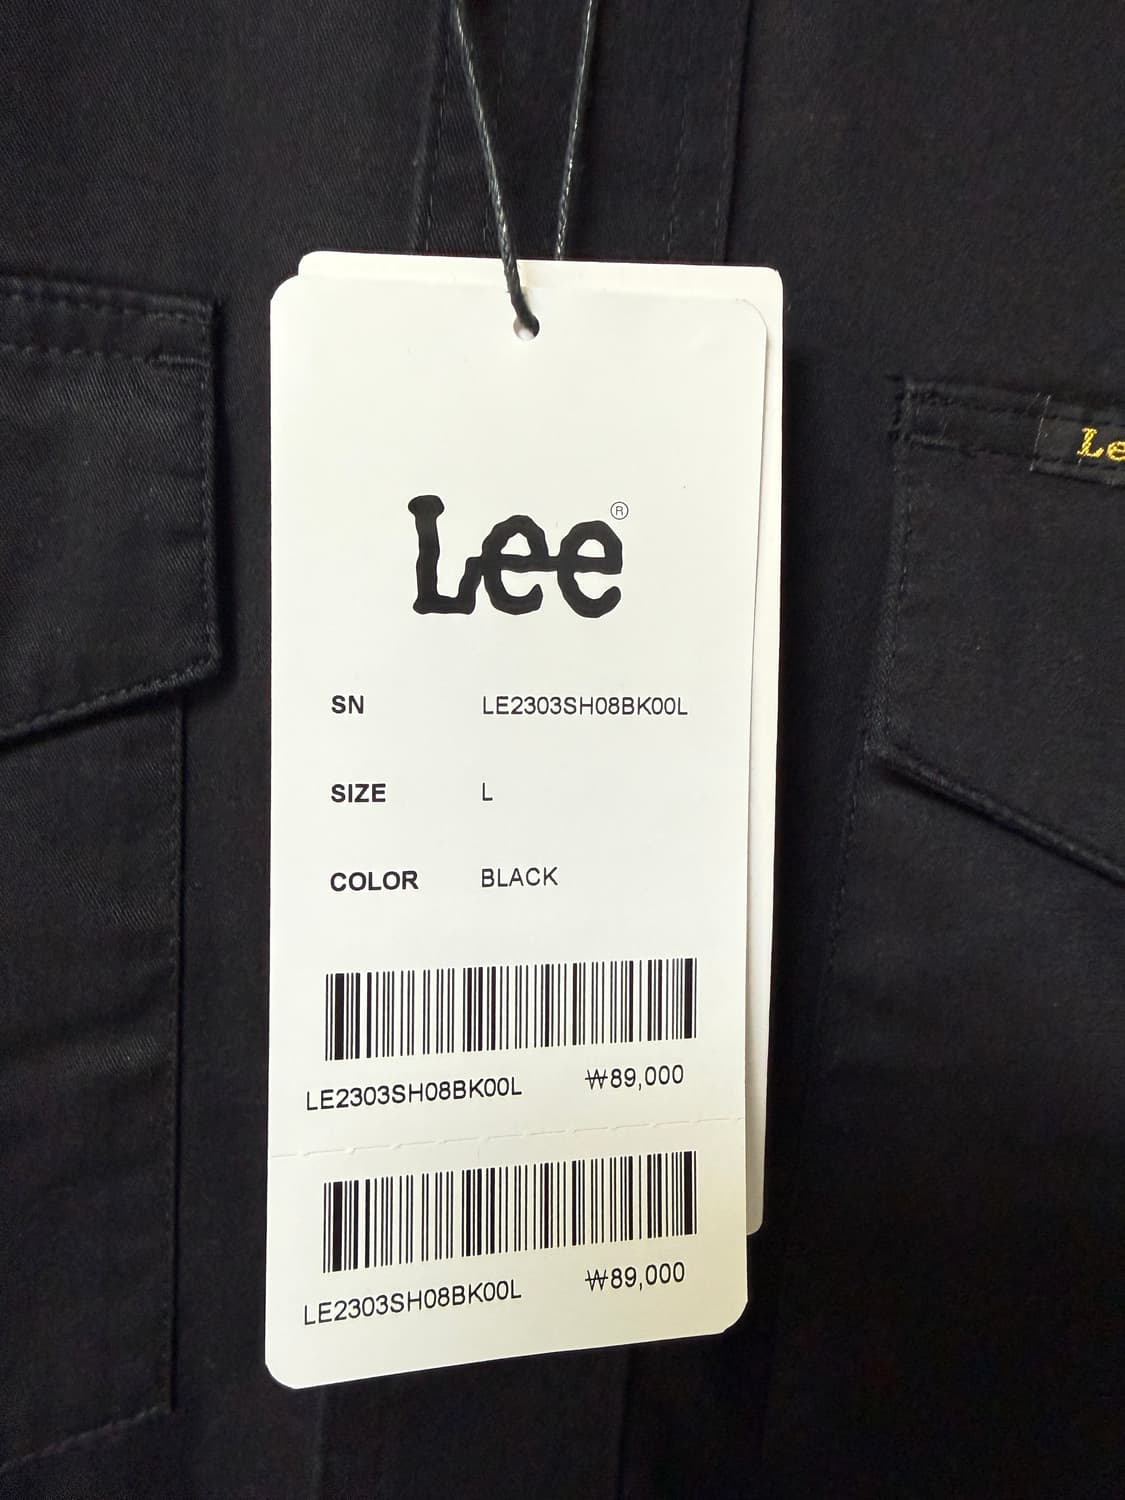 Lee®
Le
SN LE2303SH08BK00L
SIZE L
COLOR BLACK
LE2303SH08BK00L ₩89,000
LE2303SH08BK00L ₩89,000